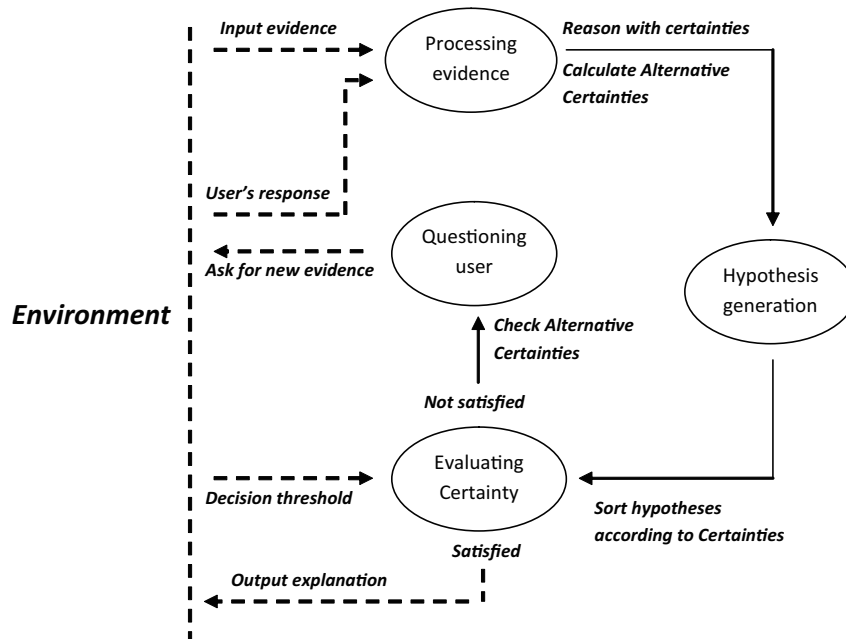 Input evidence
Processing
evidence
Reason with certainties
Calculate Alternative
Certainties
User's response
Ask for new evidence
Questioning
user
Hypothesis
generation
Environment
Check Alternative
Certainties
Not satisfied
Evaluating
Certainty
Decision threshold
Sort hypotheses
according to Certainties
Satisfied
Output explanation